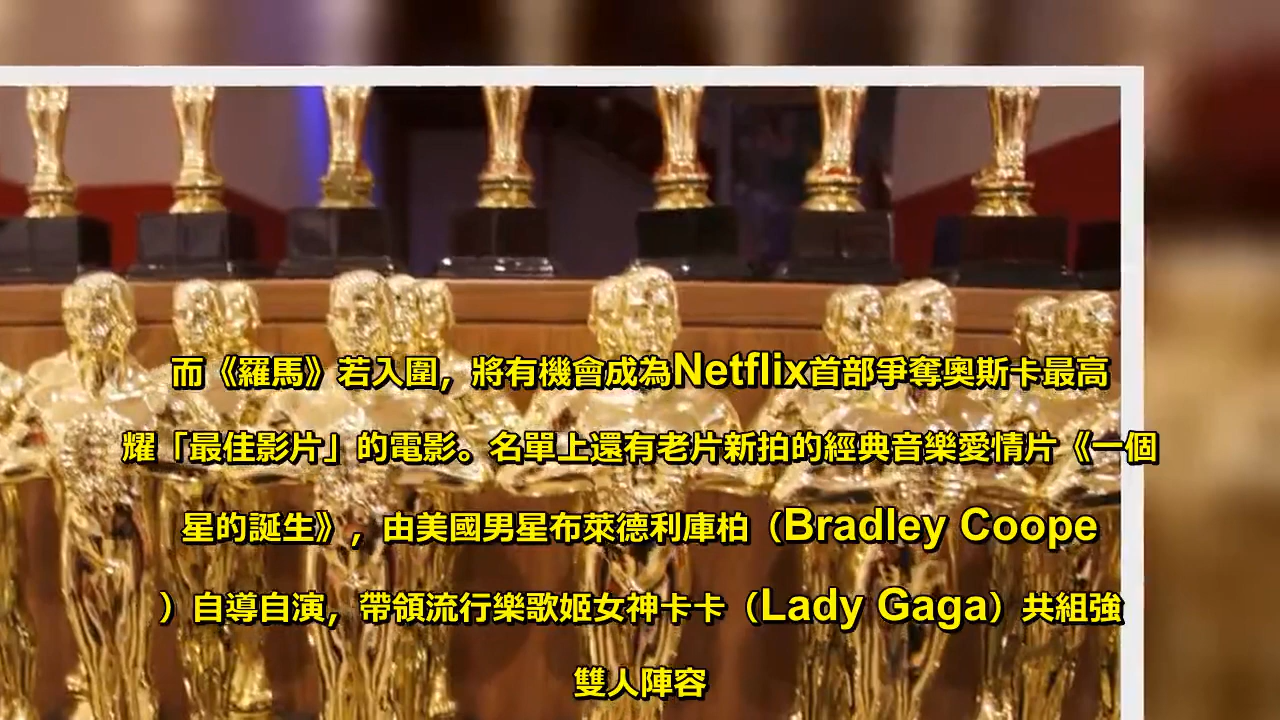 而《羅馬》若入圍，將有機會成為Netflix首部爭奪奧斯卡最高
耀「最佳影片」的電影。名單上還有老片新拍的經典音樂愛情片《一個
星的誕生》，由美國男星布萊德利庫柏（Bradley Coope
）自導自演，帶領流行樂歌姬女神卡卡（Lady Gaga）共組強
雙人陣容